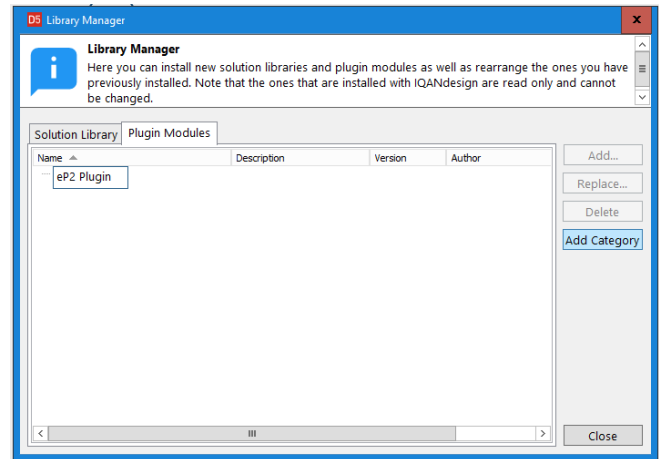 D5 Library Manager
Library Manager
Here you can install new solution libraries and plugin modules as well as rearrange the ones you have
previously installed. Note that the ones that are installed with IQANdesign are read only and cannot
be changed.
Solution Library Plugin Modules
Name Description Version Author
eP2 Plugin
Add...
Replace...
Delete
Add Category
Close